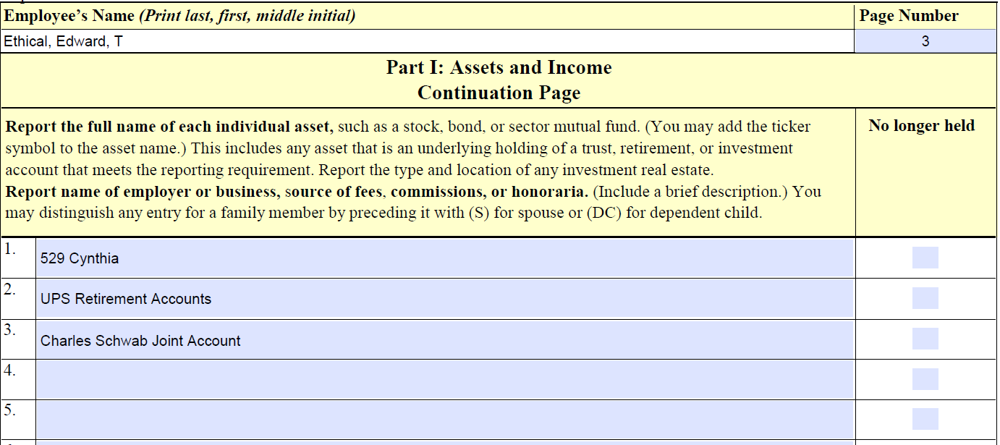 Employee's Name (Print last, first, middle initial)
Page Number
Ethical, Edward, T
3
Part I: Assets and Income
Continuation Page
Report the full name of each individual asset, such as a stock, bond, or sector mutual fund. (You may add the ticker
symbol to the asset name.) This includes any asset that is an underlying holding of a trust, retirement, or investment
account that meets the reporting requirement. Report the type and location of any investment real estate.
Report name of employer or business, source of fees, commissions, or honoraria. (Include a brief description.) You
may distinguish any entry for a family member by preceding it with (S) for spouse or (DC) for dependent child.
No longer held
1.
529 Cynthia
2.
UPS Retirement Accounts
3.
Charles Schwab Joint Account
4.
5.